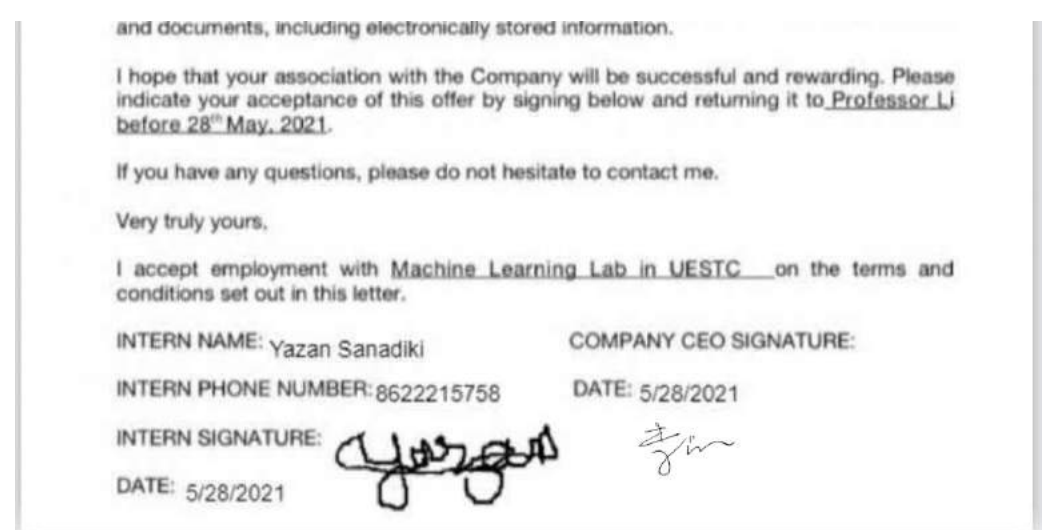 and documents, including electronically stored information.
I hope that your association with the Company will be successful and rewarding. Please
indicate your acceptance of this offer by signing below and returning it to Professor Li
before 28th May, 2021.
If you have any questions, please do not hesitate to contact me.
Very truly yours,
I accept employment with Machine Learning Lab in UESTC on the terms and
conditions set out in this letter.
INTERN NAME: Yazan Sanadiki COMPANY CEO SIGNATURE:
INTERN PHONE NUMBER: 8622215758 DATE: 5/28/2021
INTERN SIGNATURE: Yazan
DATE: 5/28/2021